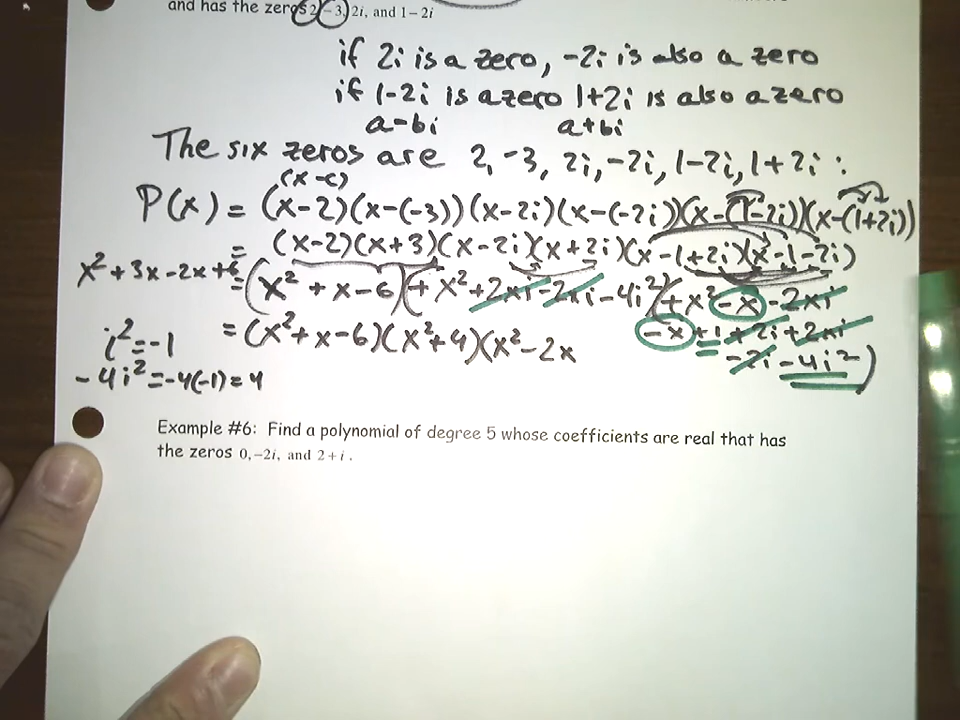 and has the zeros 2, -3, 2i, and 1-2i
if 2i is a zero, -2i is also a zero
if 1-2i is a zero 1+2i is also a zero
a-bi a+bi
The six zeros are 2, -3, 2i, -2i, 1-2i, 1+2i :
(x-c)
P(x) = (x-2)(x-(-3))(x-2i)(x-(-2i))(x-(1-2i))(x-(1+2i))
= (x-2)(x+3)(x-2i)(x+2i)(x-1+2i)(x-1-2i)
x²+3x-2x+6 = (x²+x-6)(+x²+2xi-2xi-4i²)(+x²-x-2xi
-x+1+2i+2xi
-2i-4i²)
= (x²+x-6)(x²+4)(x²-2x
i²=-1
-4i²=-4(-1)=4
Example #6: Find a polynomial of degree 5 whose coefficients are real that has
the zeros 0, -2i, and 2+i.